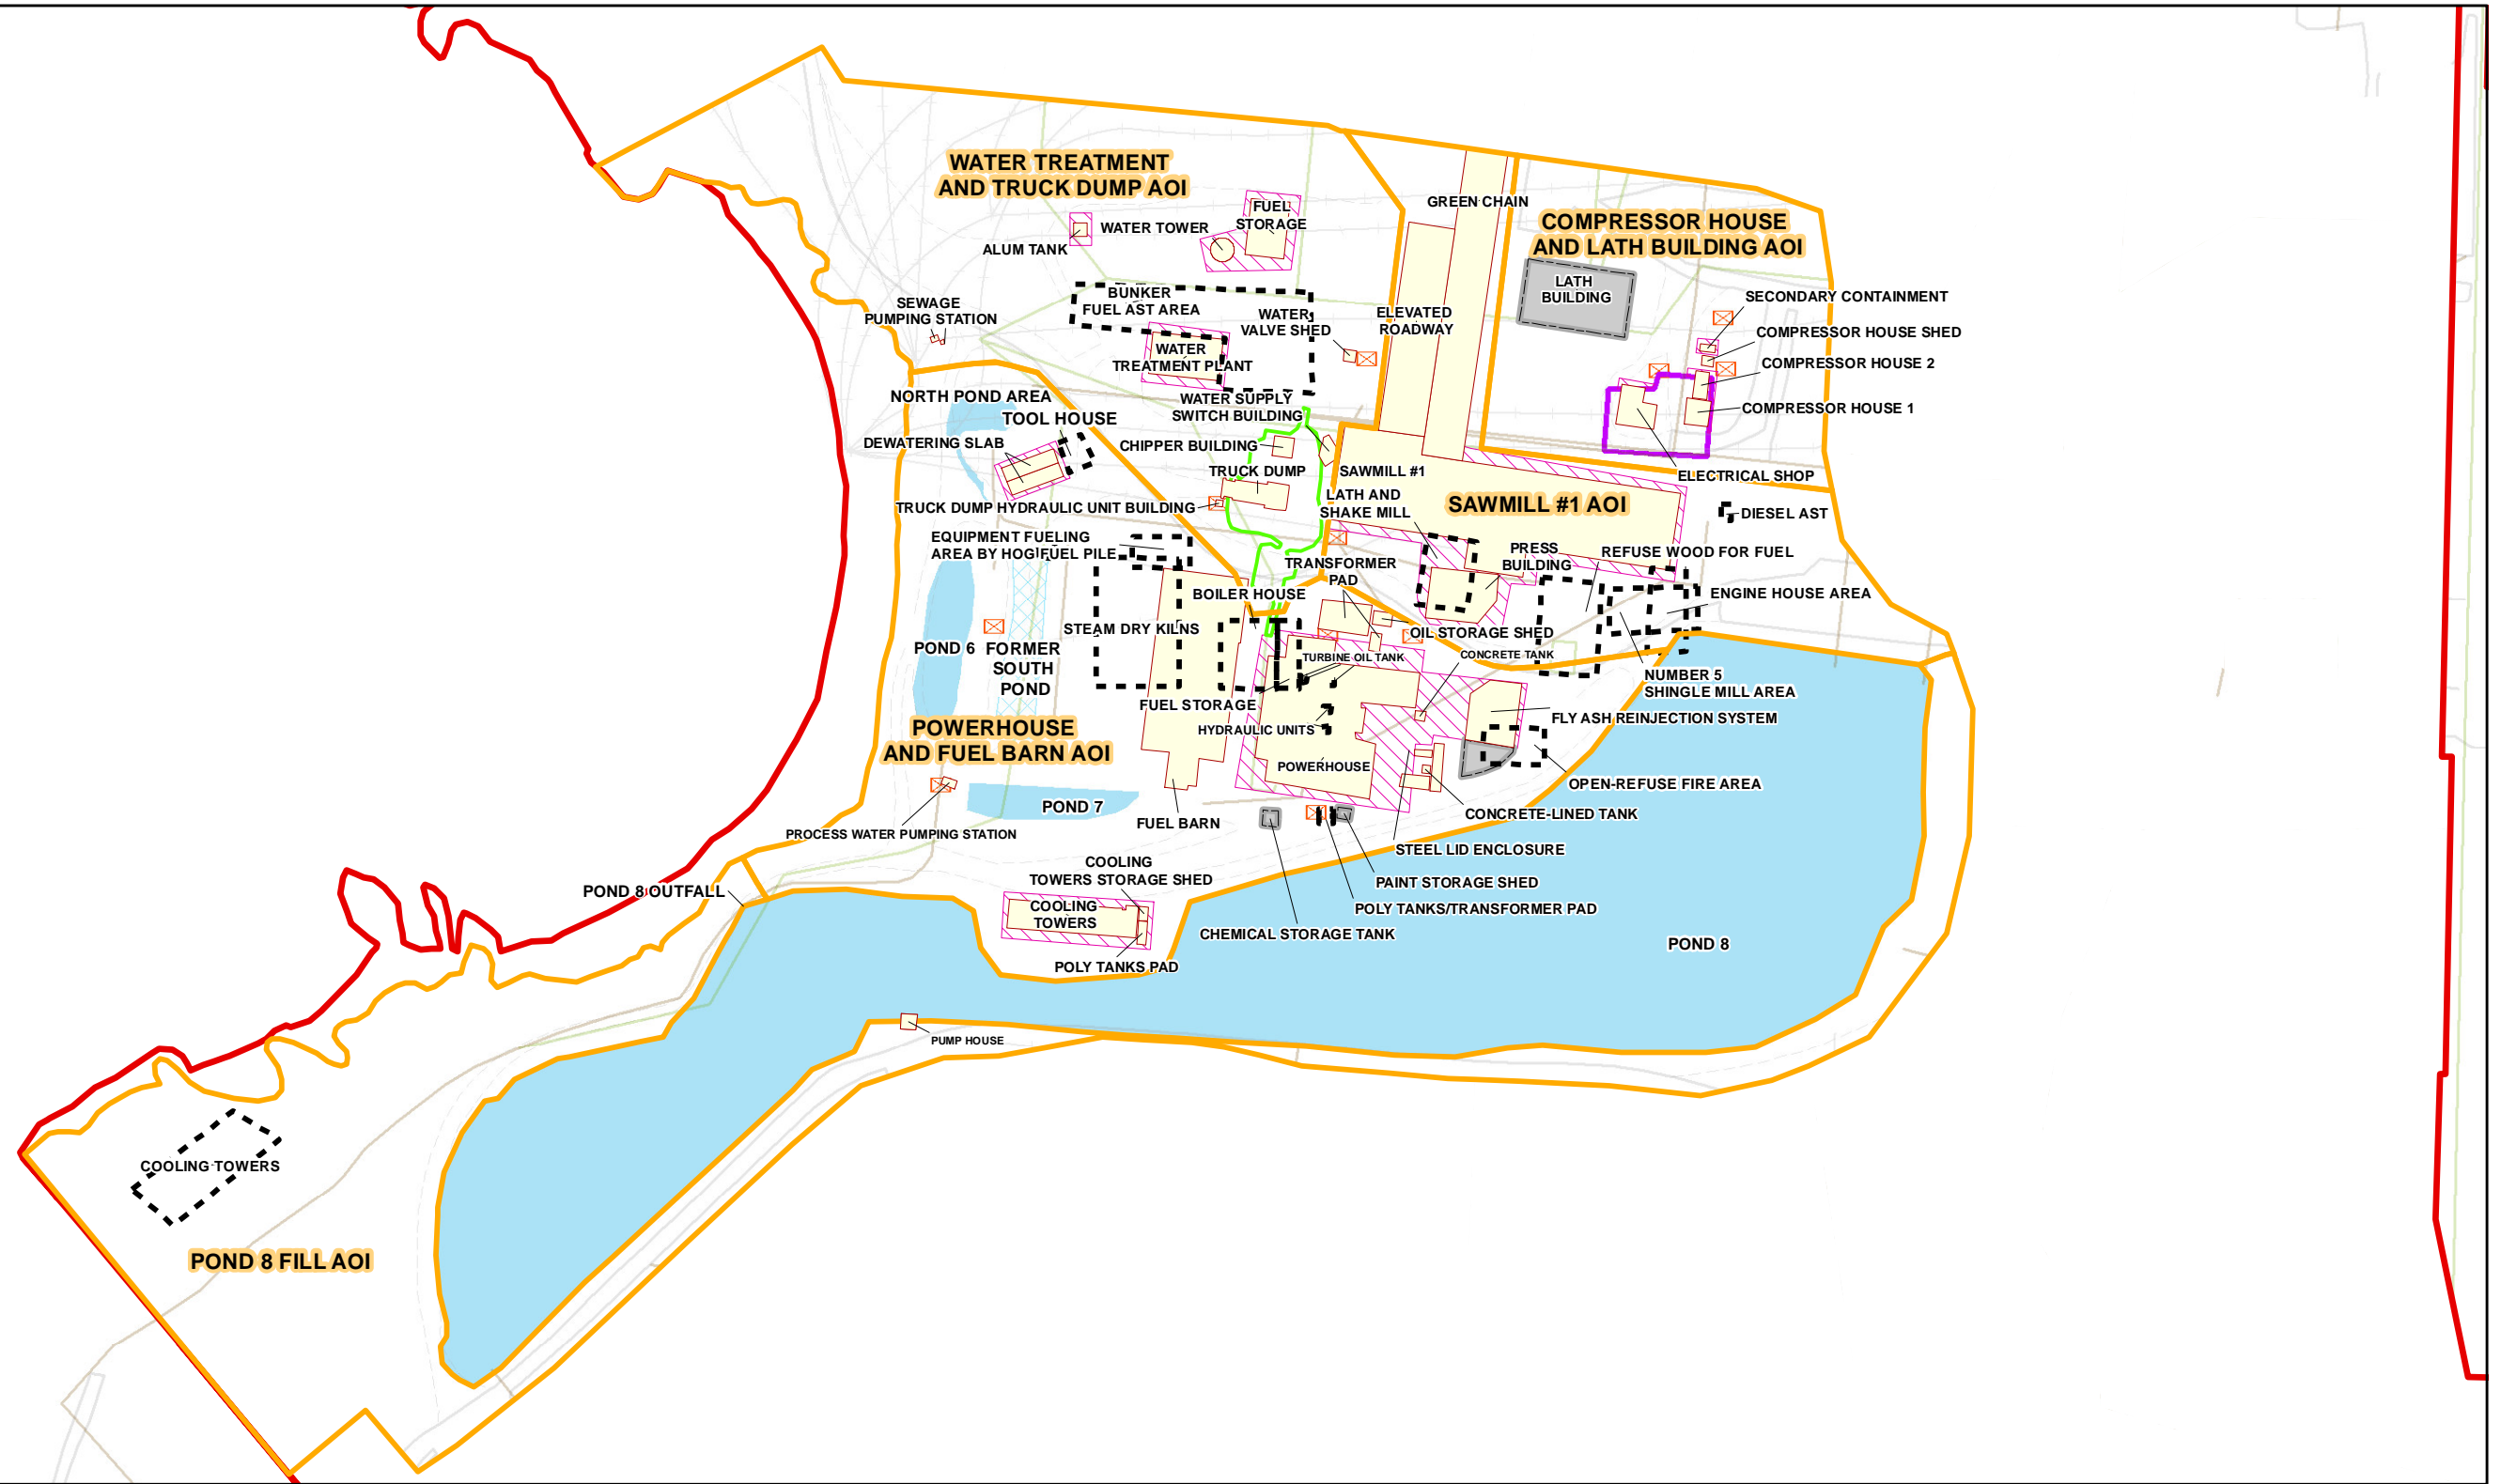 WATER TREATMENT
AND TRUCK DUMP AOI
GREEN CHAIN
FUEL
STORAGE
WATER TOWER
ALUM TANK
COMPRESSOR HOUSE
AND LATH BUILDING AOI
LATH
BUILDING
SECONDARY CONTAINMENT
COMPRESSOR HOUSE SHED
COMPRESSOR HOUSE 2
COMPRESSOR HOUSE 1
ELECTRICAL SHOP
SEWAGE
PUMPING STATION
BUNKER
FUEL AST AREA
WATER
VALVE SHED
ELEVATED
ROADWAY
WATER
TREATMENT PLANT
NORTH POND AREA
TOOL HOUSE
WATER SUPPLY
SWITCH BUILDING
DEWATERING SLAB
CHIPPER BUILDING
TRUCK DUMP
SAWMILL #1
LATH AND
SHAKE MILL
SAWMILL #1 AOI
DIESEL AST
TRUCK DUMP HYDRAULIC UNIT BUILDING
EQUIPMENT FUELING
AREA BY HOG FUEL PILE
TRANSFORMER
PAD
PRESS
BUILDING
REFUSE WOOD FOR FUEL
BOILER HOUSE
ENGINE HOUSE AREA
STEAM DRY KILNS
OIL STORAGE SHED
POND 6
FORMER
SOUTH
POND
TURBINE OIL TANK
CONCRETE TANK
NUMBER 5
SHINGLE MILL AREA
FUEL STORAGE
HYDRAULIC UNITS
FLY ASH REINJECTION SYSTEM
POWERHOUSE
AND FUEL BARN AOI
POWERHOUSE
OPEN-REFUSE FIRE AREA
POND 7
FUEL BARN
CONCRETE-LINED TANK
PROCESS WATER PUMPING STATION
STEEL LID ENCLOSURE
COOLING
TOWERS STORAGE SHED
PAINT STORAGE SHED
POND 8 OUTFALL
COOLING
TOWERS
POLY TANKS/TRANSFORMER PAD
CHEMICAL STORAGE TANK
POND 8
POLY TANKS PAD
PUMP HOUSE
COOLING TOWERS
POND 8 FILL AOI